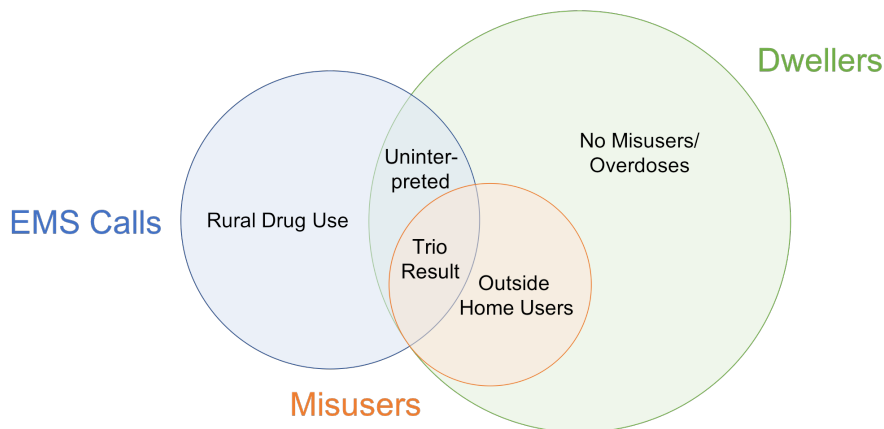 Dwellers
No Misusers/
Overdoses
Uninter-
preted
EMS Calls
Rural Drug Use
Trio
Result
Outside
Home Users
Misusers